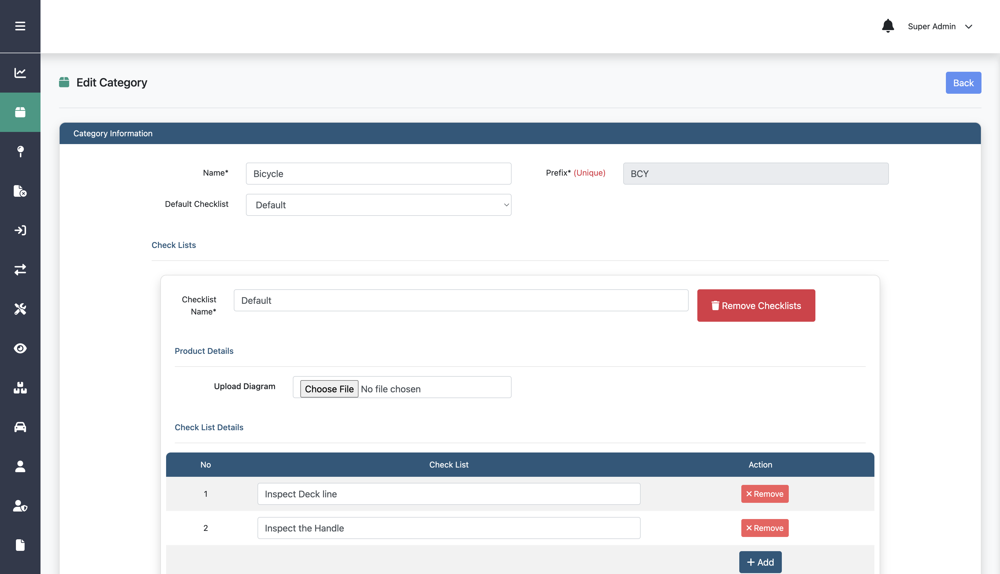 Super Admin
Edit Category
Back
Category Information
Name*
Bicycle
Prefix* (Unique)
BCY
Default Checklist
Default
Check Lists
Checklist
Name*
Default
Remove Checklists
Product Details
Upload Diagram
Choose File No file chosen
Check List Details
No Check List Action
1 Inspect Deck line Remove
2 Inspect the Handle Remove
Add